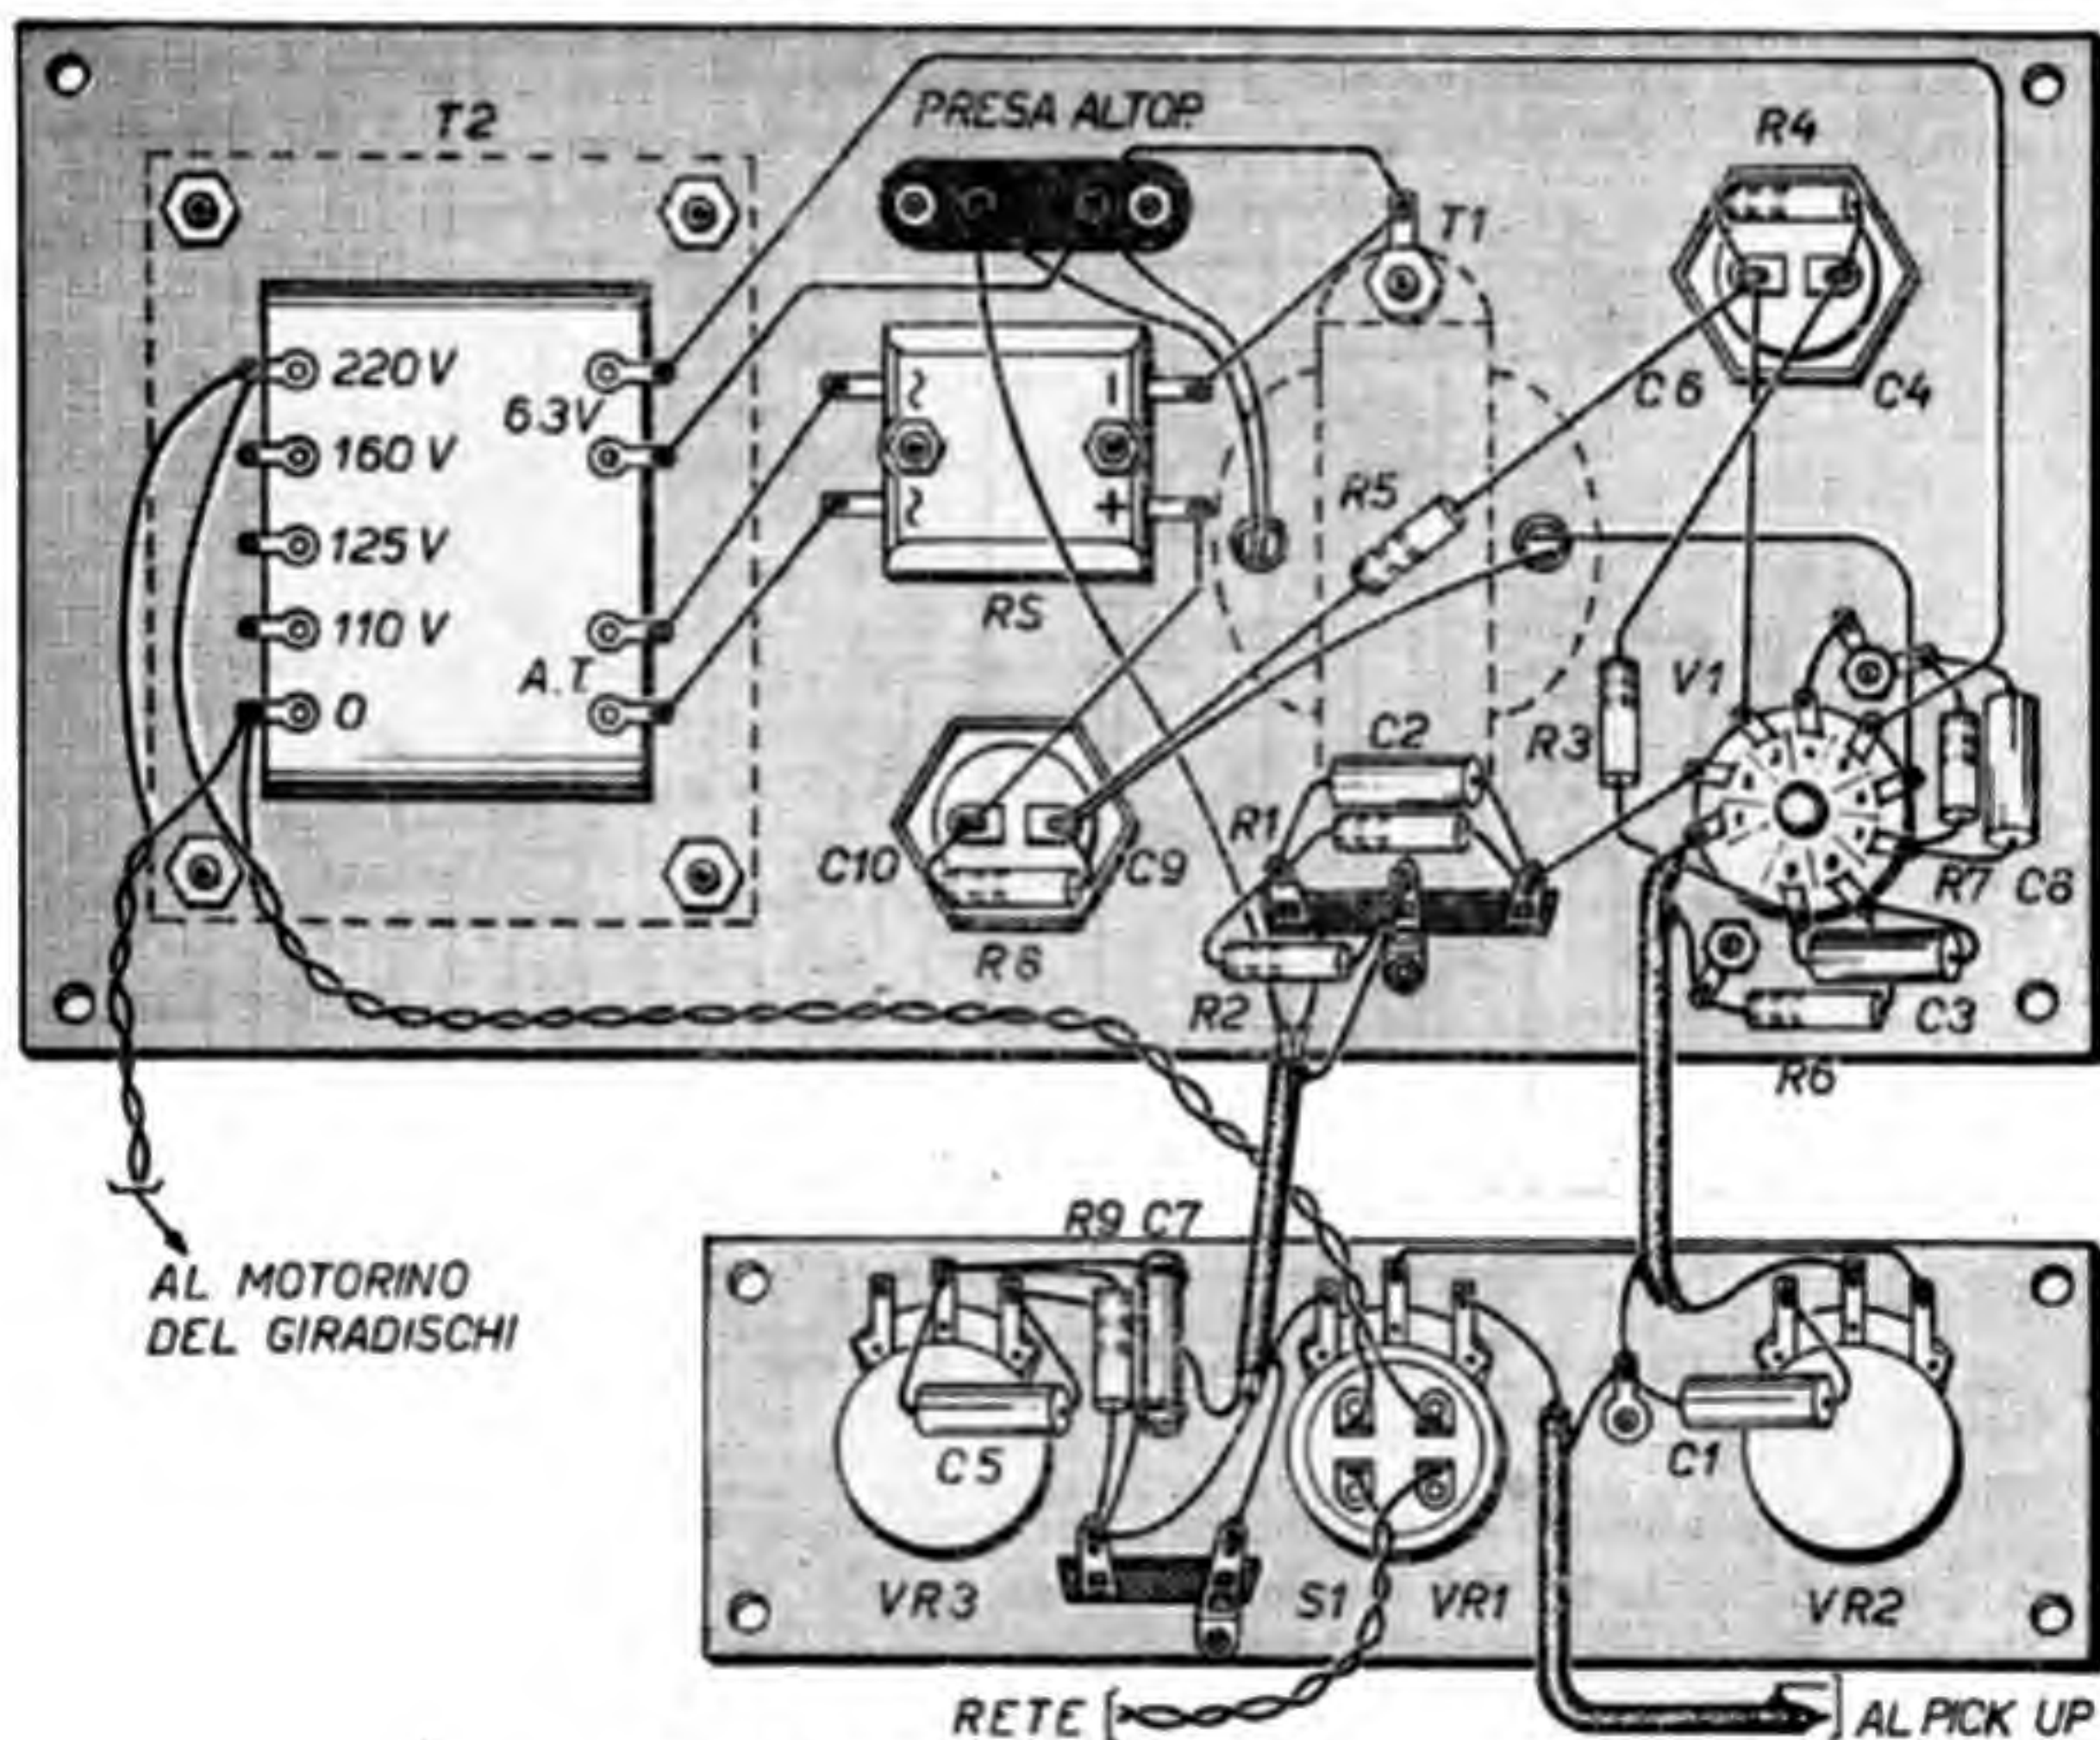 T2
PRESA ALTOP.
R4
T1
220 V
6.3V
160 V
125 V
110 V
A.T.
0
~
~
-
+
RS
C6
C4
R5
V1
R3
C2
R1
C10
C9
R8
R2
R7 C8
C3
R6
AL MOTORINO
DEL GIRADISCHI
R9 C7
C5
C1
VR3
S1
VR1
VR2
RETE
AL PICK UP